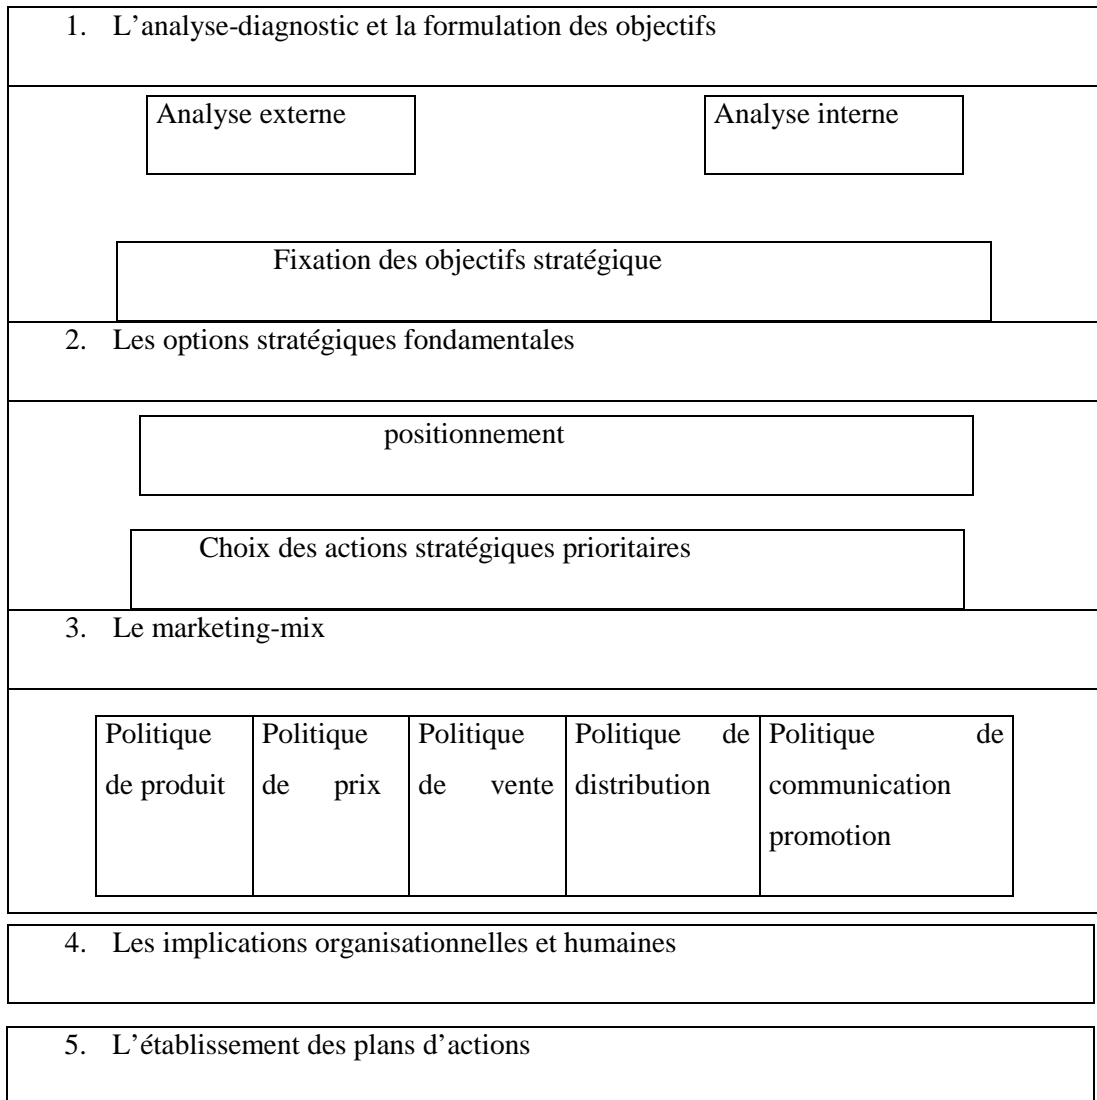 1. L’analyse-diagnostic et la formulation des objectifs
Analyse externe
Analyse interne
Fixation des objectifs stratégique
2. Les options stratégiques fondamentales
positionnement
Choix des actions stratégiques prioritaires
3. Le marketing-mix
Politique
de produit
Politique
de prix
Politique
de vente
Politique de
distribution
Politique de
communication
promotion
4. Les implications organisationnelles et humaines
5. L’établissement des plans d’actions